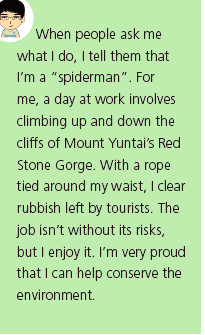 When people ask me
what I do, I tell them that
I'm a “spiderman”. For
me, a day at work involves
climbing up and down the
cliffs of Mount Yuntai's Red
Stone Gorge. With a rope
tied around my waist, I clear
rubbish left by tourists. The
job isn't without its risks,
but I enjoy it. I'm very proud
that I can help conserve the
environment.